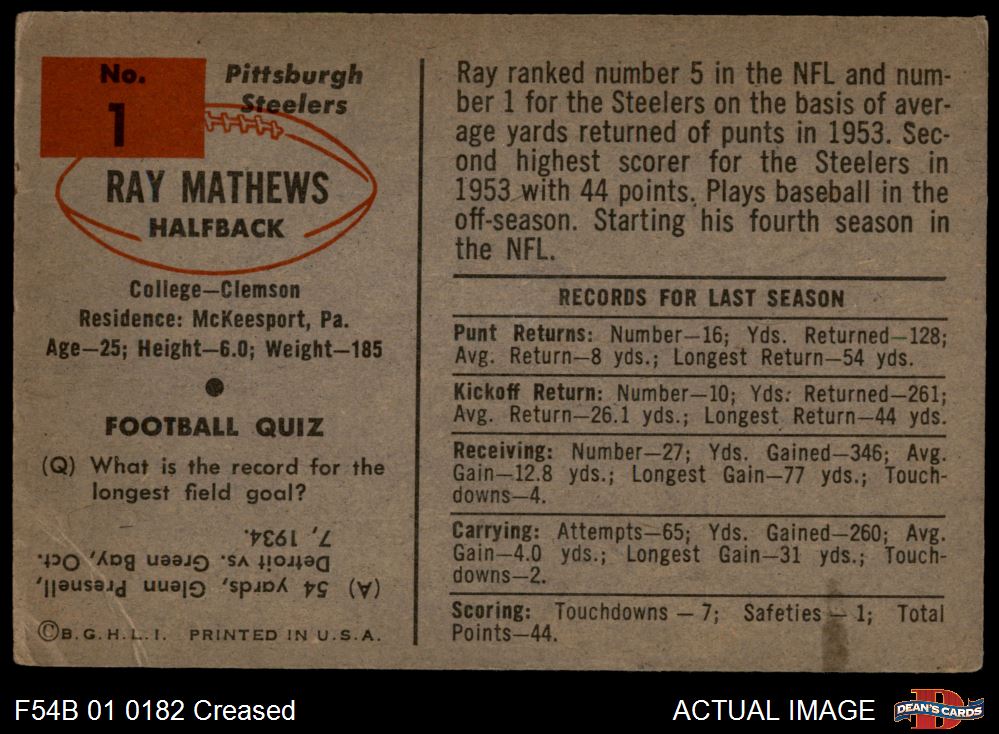 No.
1
Pittsburgh
Steelers
RAY MATHEWS
HALFBACK
College—Clemson
Residence: McKeesport, Pa.
Age—25; Height—6.0; Weight—185
FOOTBALL QUIZ
(Q) What is the record for the
longest field goal?
(A) 54 yards, Glenn Presnell,
Detroit vs. Green Bay, Oct.
7, 1934.
©B.G.H.L.I. PRINTED IN U.S.A.
Ray ranked number 5 in the NFL and num-
ber 1 for the Steelers on the basis of aver-
age yards returned of punts in 1953. Sec-
ond highest scorer for the Steelers in
1953 with 44 points. Plays baseball in the
off-season. Starting his fourth season in
the NFL.
RECORDS FOR LAST SEASON
Punt Returns: Number—16; Yds. Returned—128;
Avg. Return—8 yds.; Longest Return—54 yds.
Kickoff Return: Number—10; Yds. Returned—261;
Avg. Return—26.1 yds.; Longest Return—44 yds.
Receiving: Number—27; Yds. Gained—346; Avg.
Gain—12.8 yds.; Longest Gain—77 yds.; Touch-
downs—4.
Carrying: Attempts—65; Yds. Gained—260; Avg.
Gain—4.0 yds.; Longest Gain—31 yds.; Touch-
downs—2.
Scoring: Touchdowns — 7; Safeties — 1; Total
Points—44.
F54B 01 0182 Creased
ACTUAL IMAGE
D
DEAN'S CARDS